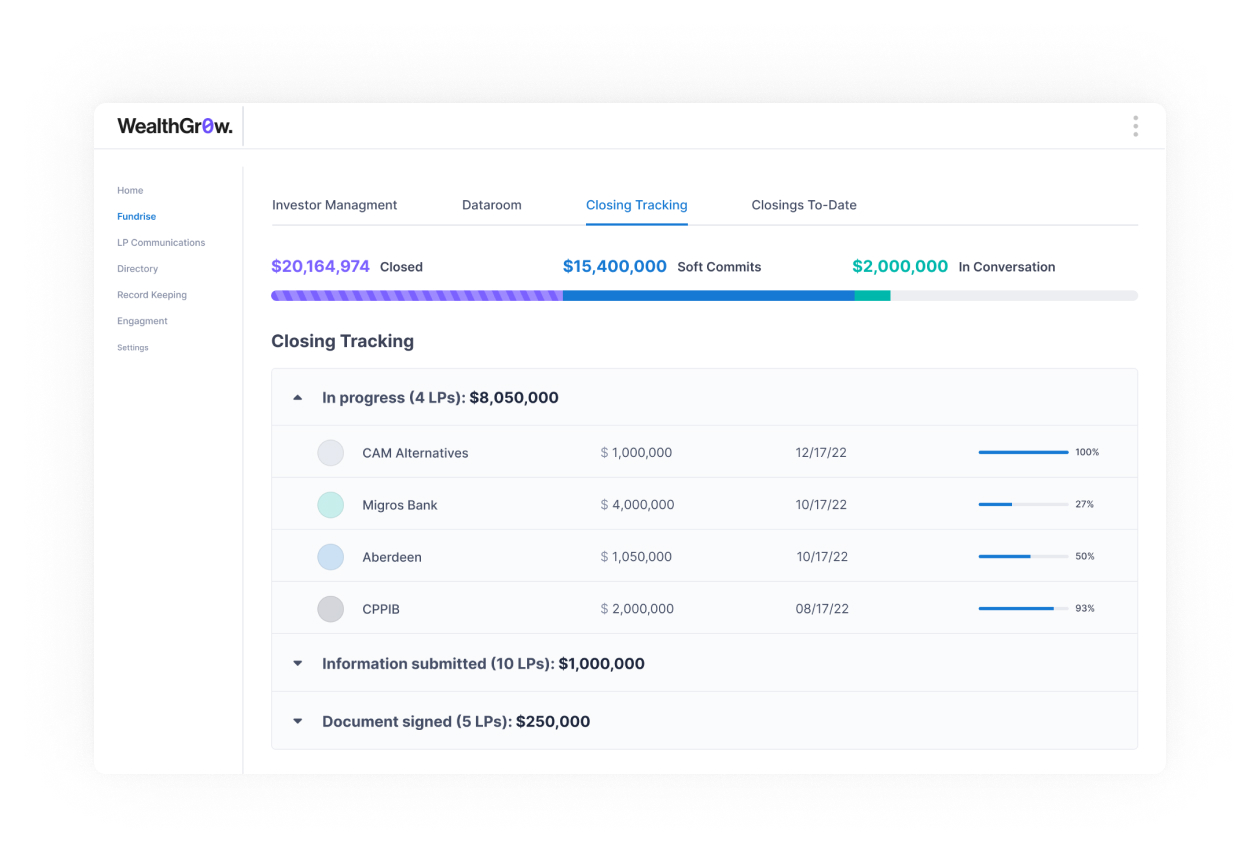 WealthGr0w.
Home
Fundrise
LP Communications
Directory
Record Keeping
Engagment
Settings
Investor Managment Dataroom Closing Tracking Closings To-Date
$20,164,974 Closed $15,400,000 Soft Commits $2,000,000 In Conversation
Closing Tracking
In progress (4 LPs): $8,050,000
CAM Alternatives $ 1,000,000 12/17/22 100%
Migros Bank $ 4,000,000 10/17/22 27%
Aberdeen $ 1,050,000 10/17/22 50%
CPPIB $ 2,000,000 08/17/22 93%
Information submitted (10 LPs): $1,000,000
Document signed (5 LPs): $250,000